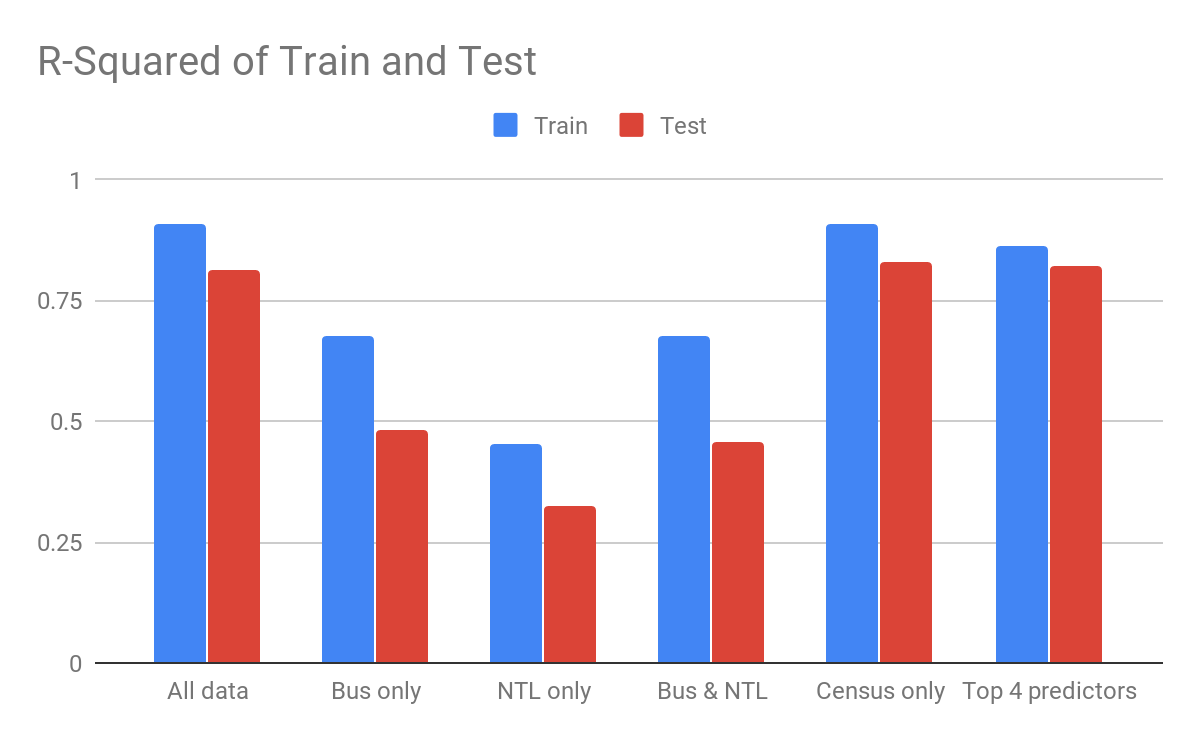 R-Squared of Train and Test
Train Test
1
0.75
0.5
0.25
0
All data Bus only NTL only Bus & NTL Census only Top 4 predictors